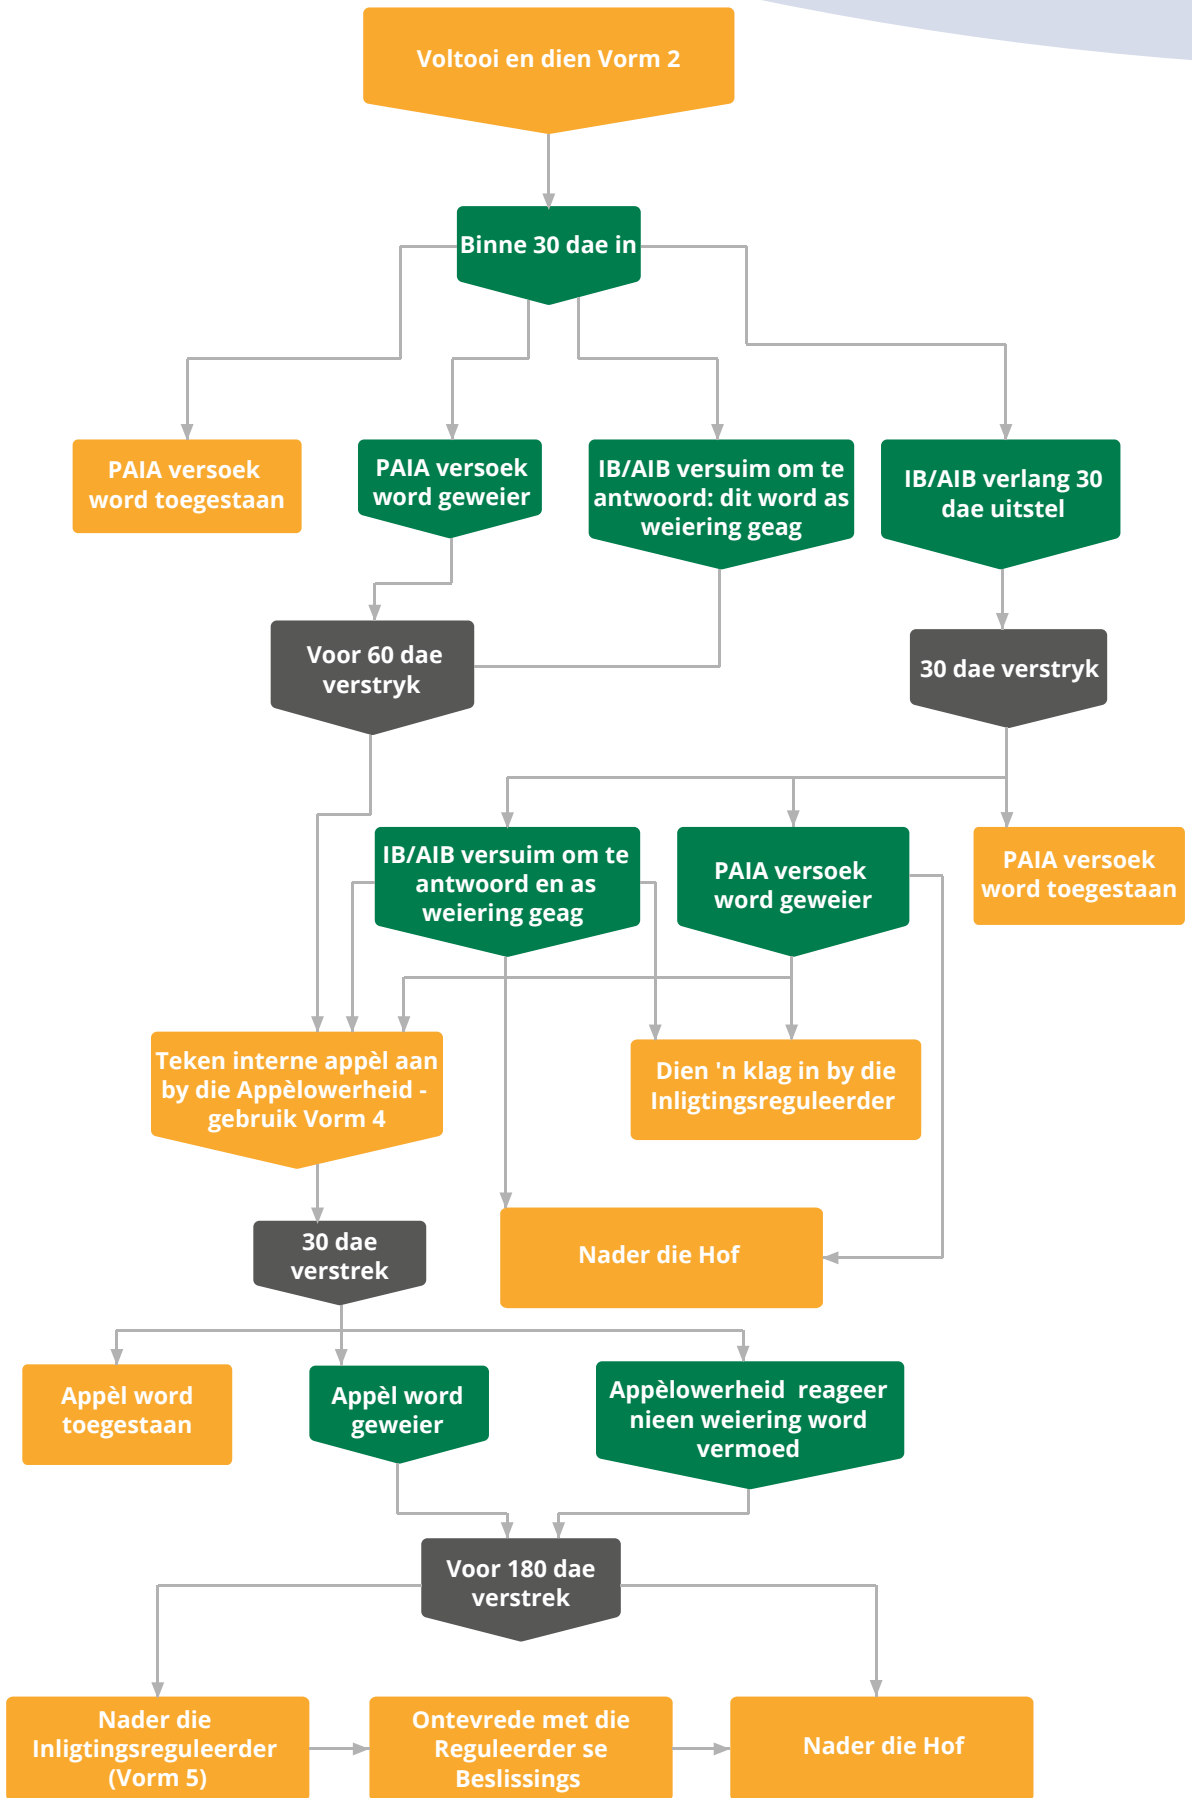 Voltooi en dien Vorm 2
Binne 30 dae in
PAIA versoek
word toegestaan
PAIA versoek
word geweier
IB/AIB versuim om te
antwoord: dit word as
weiering geag
IB/AIB verlang 30
dae uitstel
Voor 60 dae
verstryk
30 dae verstryk
IB/AIB versuim om te
antwoord en as
weiering geag
PAIA versoek
word geweier
PAIA versoek
word toegestaan
Teken interne appèl aan
by die Appèlowerheid -
gebruik Vorm 4
Dien 'n klag in by die
Inligtingsreguleerder
30 dae
verstrek
Nader die Hof
Appèl word
toegestaan
Appèl word
geweier
Appèlowerheid  reageer
nieen weiering word
vermoed
Voor 180 dae
verstrek
Nader die
Inligtingsreguleerder
(Vorm 5)
Ontevrede met die
Reguleerder se
Beslissings
Nader die Hof